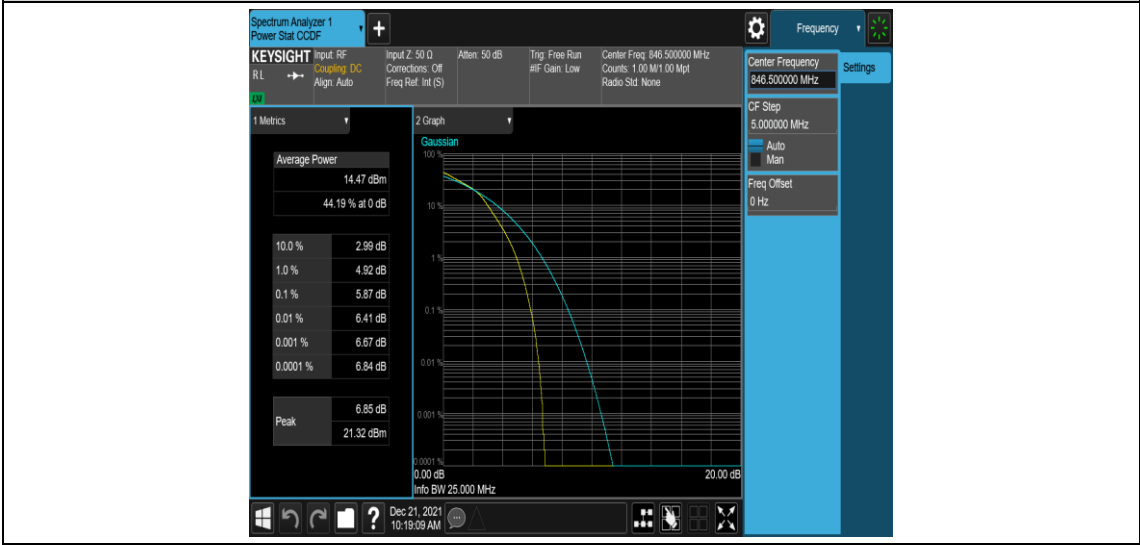 Spectrum Analyzer 1
Power Stat CCDF
+
Frequency
KEYSIGHT
R L
Input: RF
Coupling: DC
Align: Auto
Input Z: 50 Ω
Corrections: Off
Freq Ref: Int (S)
Atten: 50 dB
Trig: Free Run
#IF Gain: Low
Center Freq: 846.500000 MHz
Counts: 1.00 M/1.00 Mpt
Radio Std: None
Center Frequency
846.500000 MHz
Settings
CF Step
5.000000 MHz
Auto
Man
Freq Offset
0 Hz
1 Metrics
Average Power
14.47 dBm
44.19 % at 0 dB
10.0 % 2.99 dB
1.0 % 4.92 dB
0.1 % 5.87 dB
0.01 % 6.41 dB
0.001 % 6.67 dB
0.0001 % 6.84 dB
Peak
6.85 dB
21.32 dBm
2 Graph
Gaussian
100 %
10 %
1 %
0.1 %
0.01 %
0.001 %
0.0001 %
0.00 dB 20.00 dB
Info BW 25.000 MHz
?
Dec 21, 2021
10:19:09 AM